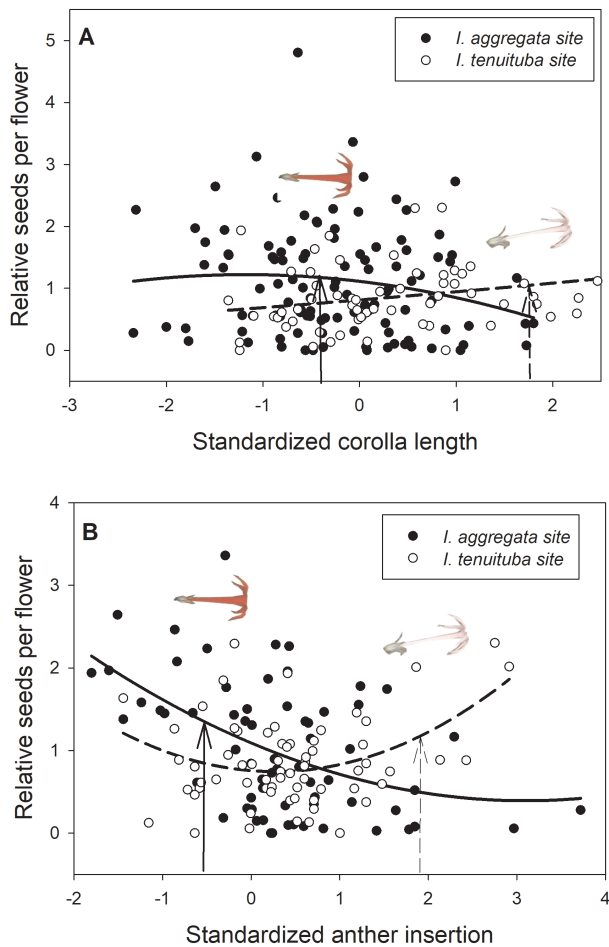 A
I. aggregata site
I. tenuituba site
Relative seeds per flower
5
4
3
2
1
0
-3
-2
-1
0
1
2
Standardized corolla length
B
I. aggregata site
I. tenuituba site
Relative seeds per flower
4
3
2
1
0
-2
-1
0
1
2
3
4
Standardized anther insertion